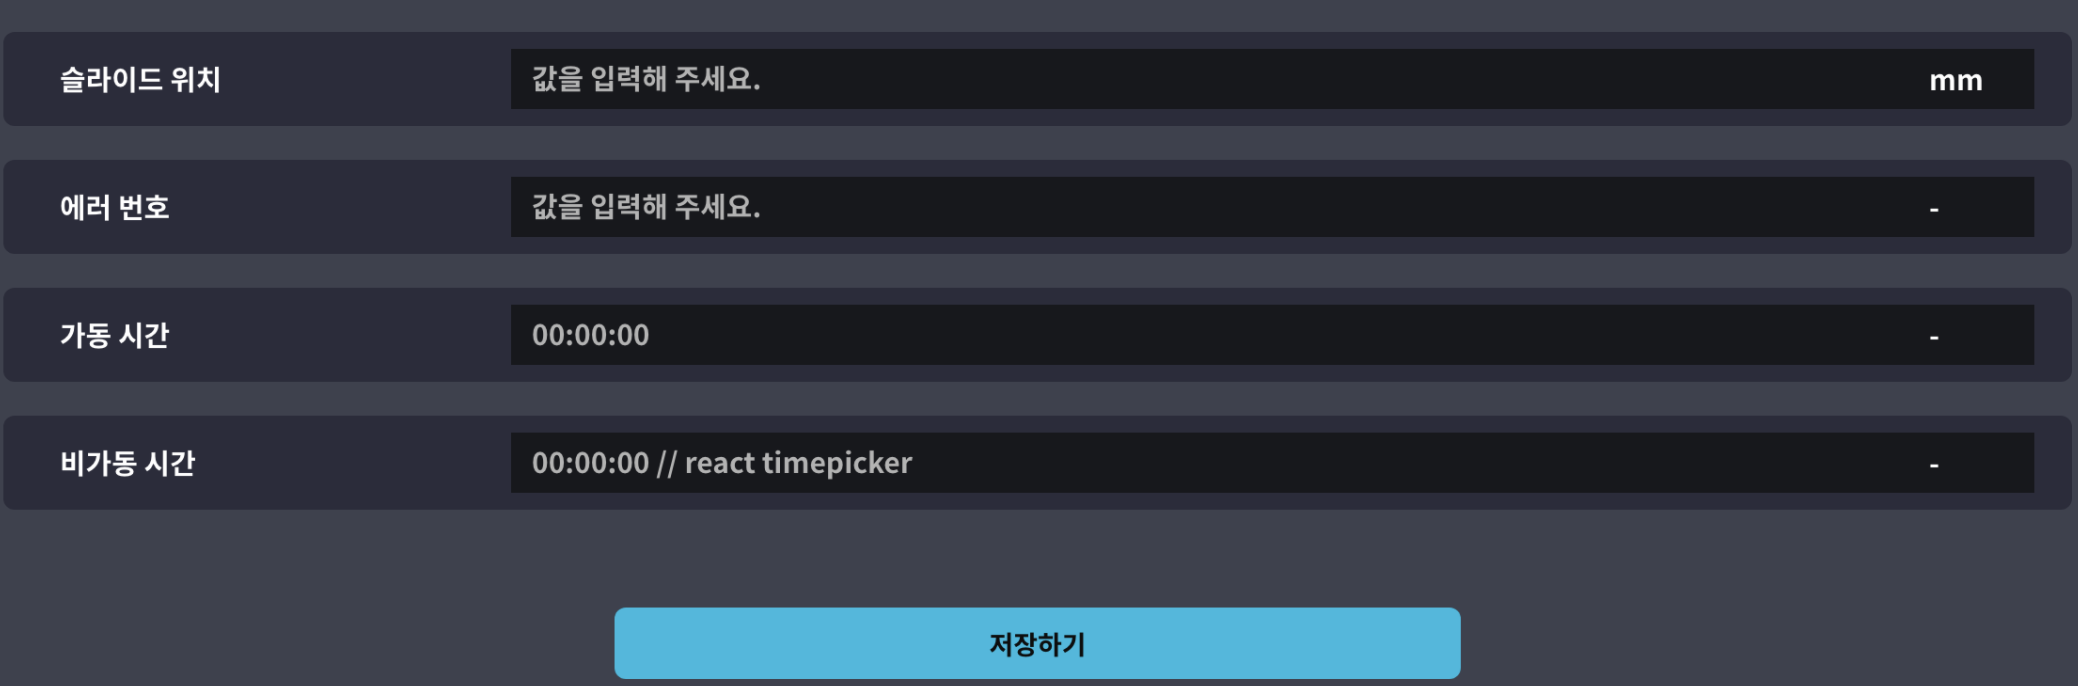 슬라이드 위치 값을 입력해 주세요. mm
에러 번호 값을 입력해 주세요. -
가동 시간 00:00:00 -
비가동 시간 00:00:00 // react timepicker -
저장하기